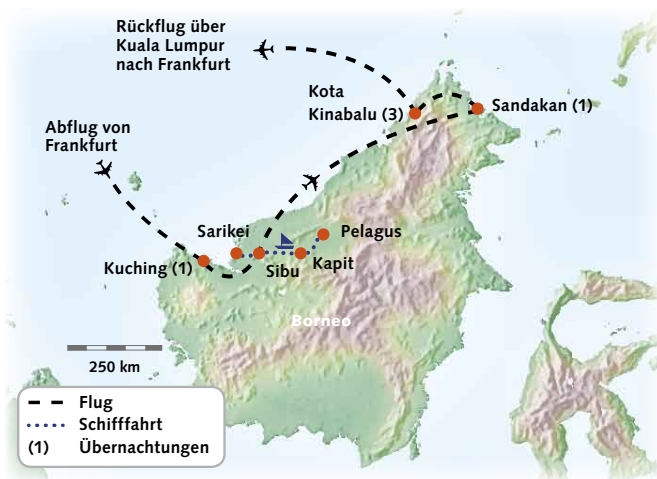 Rückflug über
Kuala Lumpur
nach Frankfurt
Kota
Kinabalu (3)
Sandakan (1)
Abflug von
Frankfurt
Sarikei
Pelagus
Kuching (1)
Sibu
Kapit
Borneo
250 km
Flug
Schifffahrt
(1) Übernachtungen